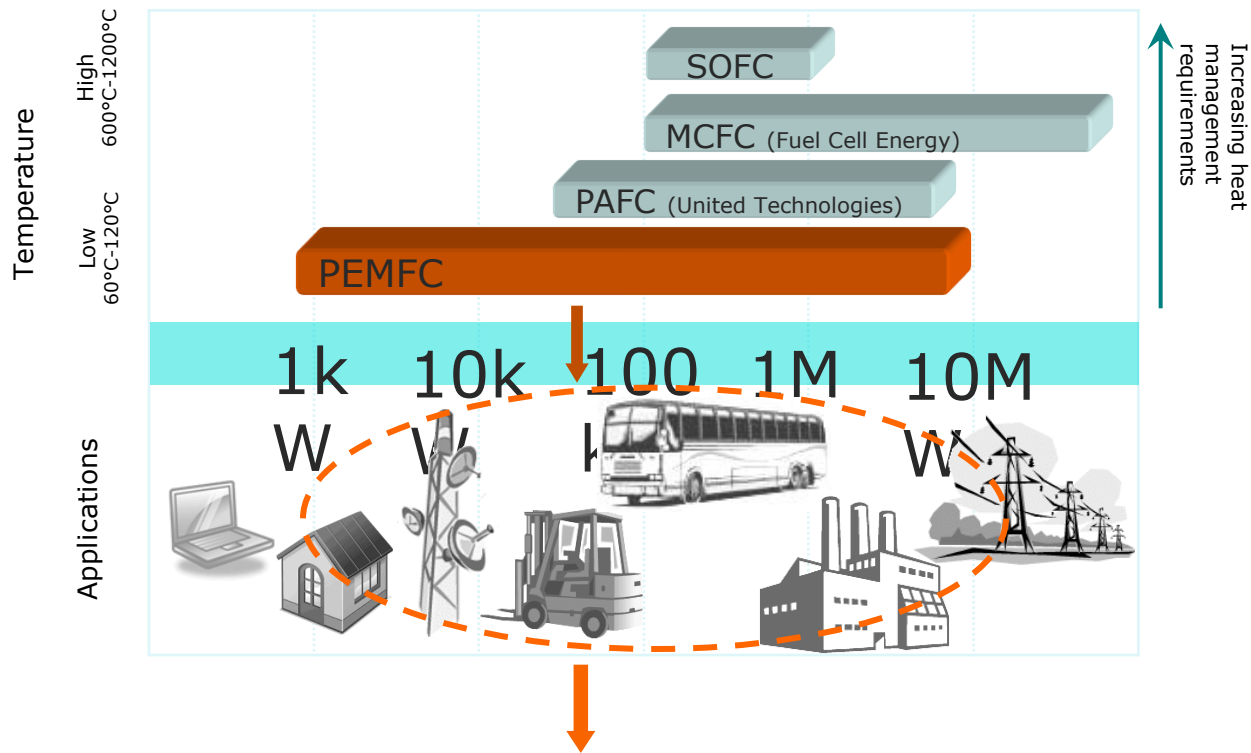 Temperature
High
600°C-1200°C
Low
60°C-120°C
SOFC
MCFC (Fuel Cell Energy)
PAFC (United Technologies)
PEMFC
Increasing heat
management
requirements
1k
W
10k
W
100
k
1M
10M
W
Applications